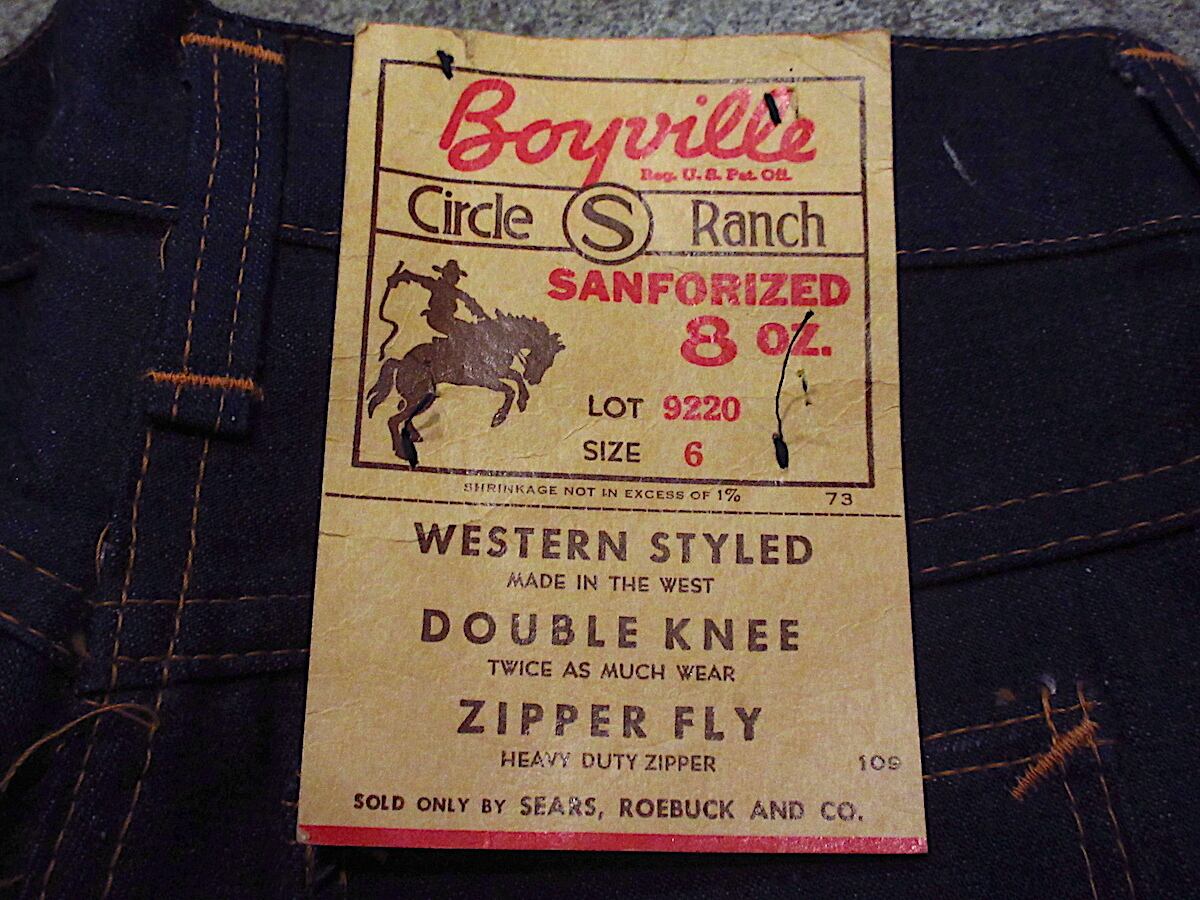 Boyville
Reg. U. S. Pat. Off.
Circle S Ranch
SANFORIZED
8 OZ.
LOT 9220
SIZE 6
SHRINKAGE NOT IN EXCESS OF 1% 73
WESTERN STYLED
MADE IN THE WEST
DOUBLE KNEE
TWICE AS MUCH WEAR
ZIPPER FLY
HEAVY DUTY ZIPPER 109
SOLD ONLY BY SEARS, ROEBUCK AND CO.